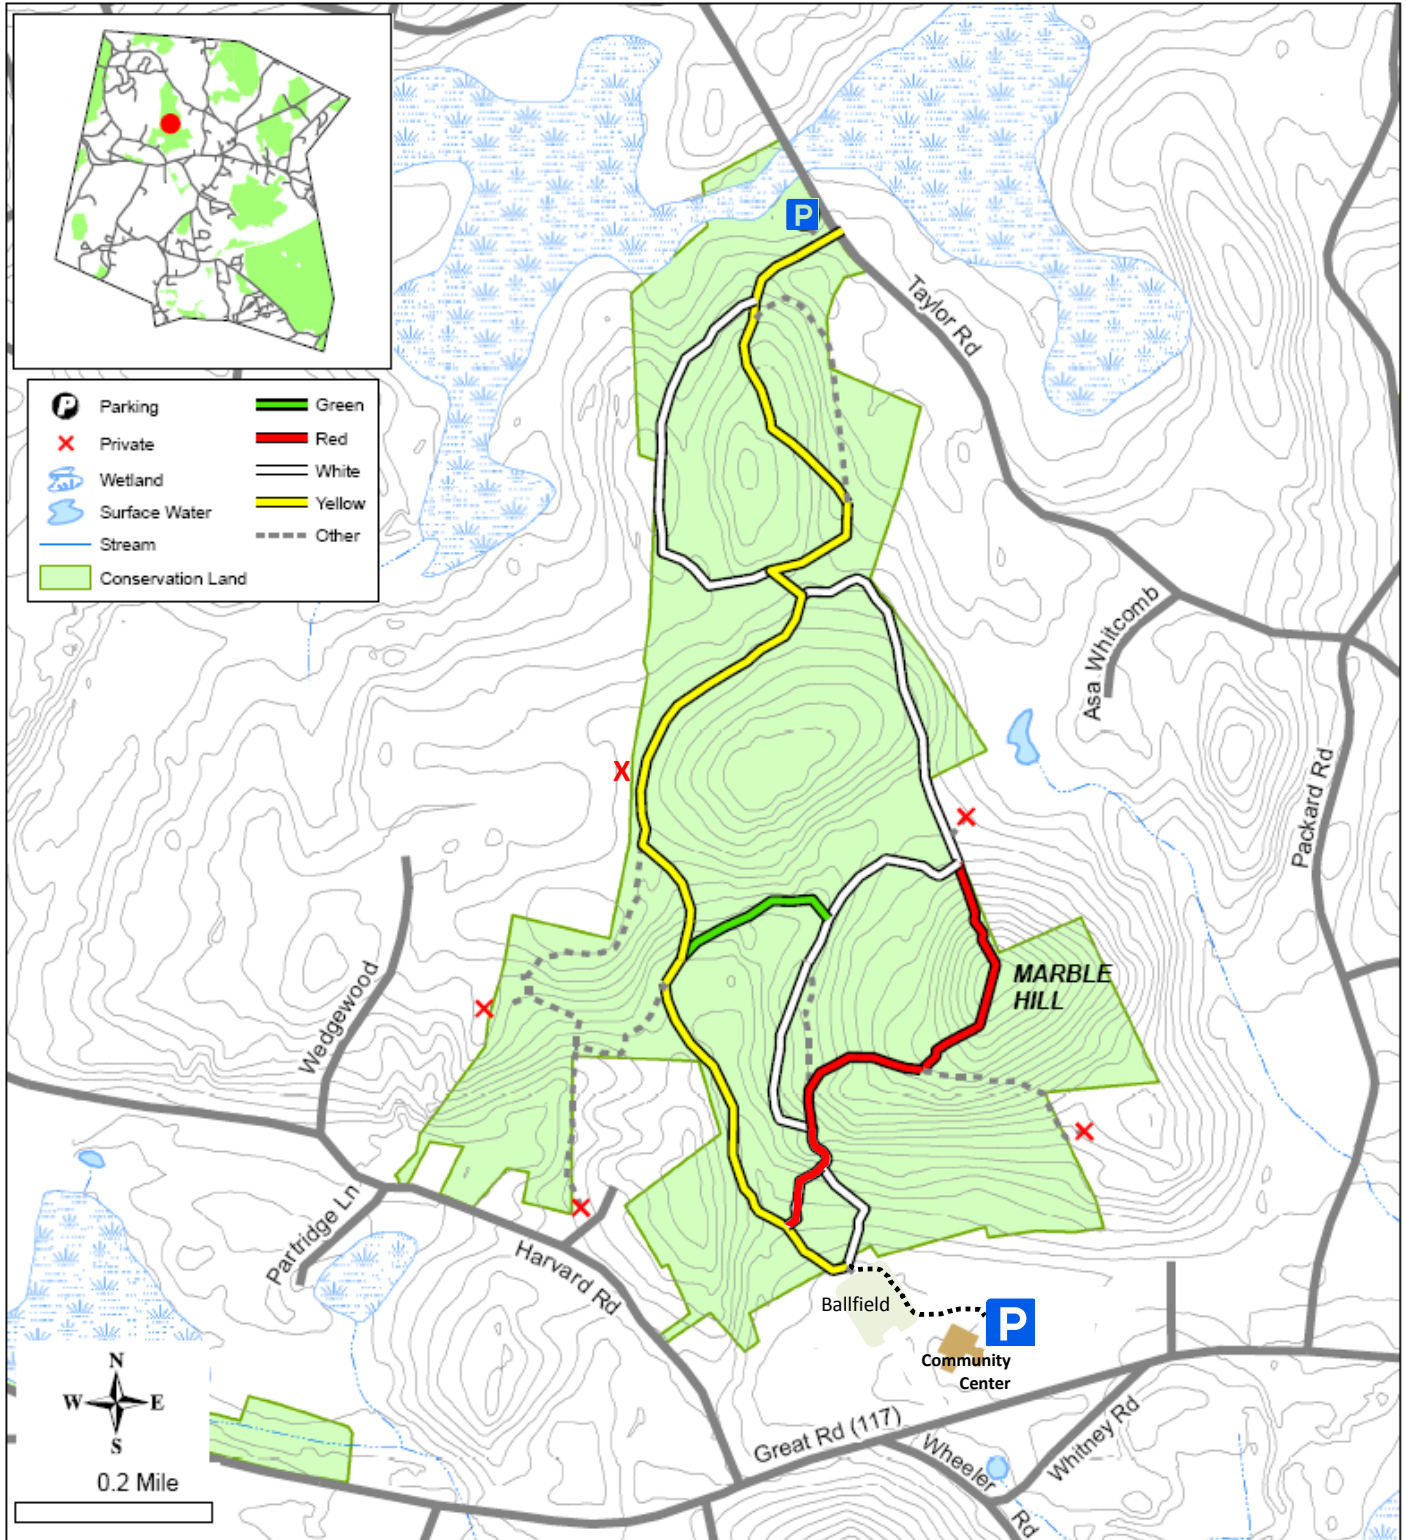 P
Taylor Rd
P Parking
Private
Wetland
Surface Water
Stream
Conservation Land
Green
Red
White
Yellow
Other
Asa Whitcomb
X
Packard Rd
MARBLE
HILL
Wedgewood
Partridge Ln
Harvard Rd
Ballfield
P
Community
Center
Great Rd (117)
Wheeler Rd
Whitney Rd
N
W E
S
0.2 Mile